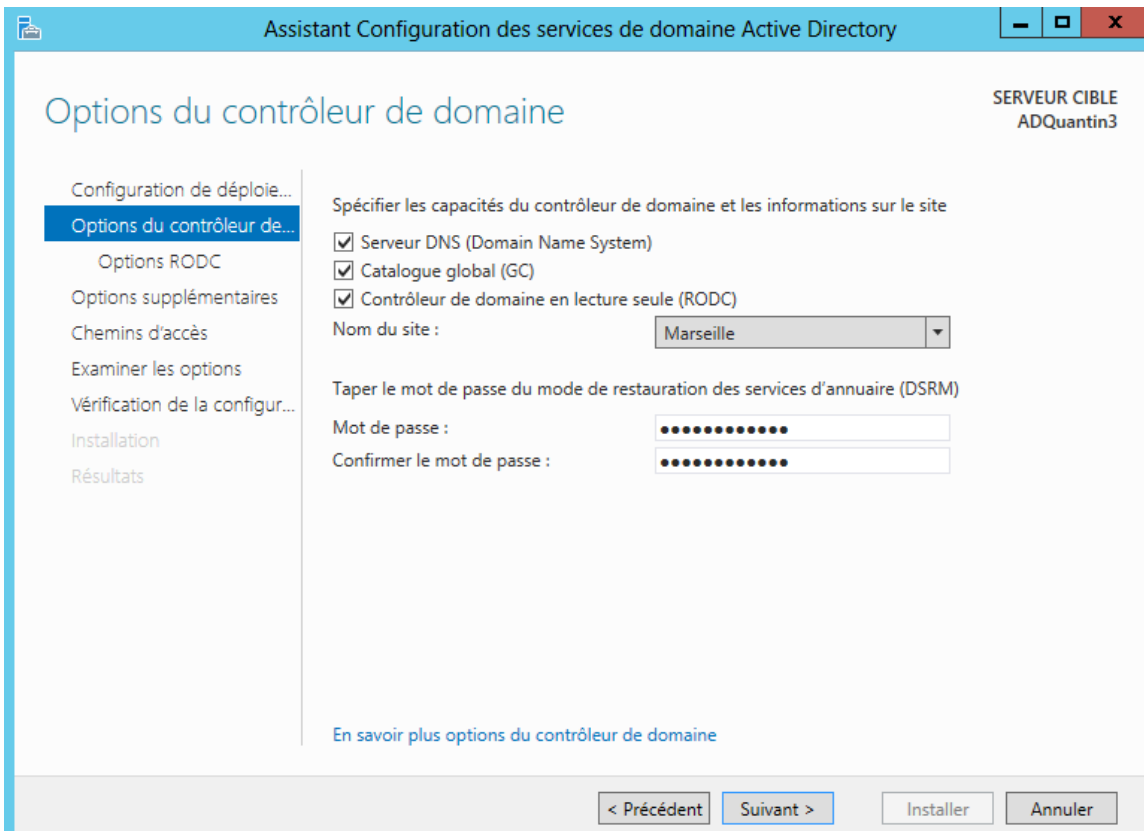 Assistant Configuration des services de domaine Active Directory
Options du contrôleur de domaine
SERVEUR CIBLE
ADQuantin3
Configuration de déploie...
Options du contrôleur de...
Options RODC
Options supplémentaires
Chemins d'accès
Examiner les options
Vérification de la configur...
Installation
Résultats
Spécifier les capacités du contrôleur de domaine et les informations sur le site
Serveur DNS (Domain Name System)
Catalogue global (GC)
Contrôleur de domaine en lecture seule (RODC)
Nom du site : Marseille
Taper le mot de passe du mode de restauration des services d'annuaire (DSRM)
Mot de passe : ●●●●●●●●●●●●
Confirmer le mot de passe : ●●●●●●●●●●●●
En savoir plus options du contrôleur de domaine
< Précédent Suivant > Installer Annuler